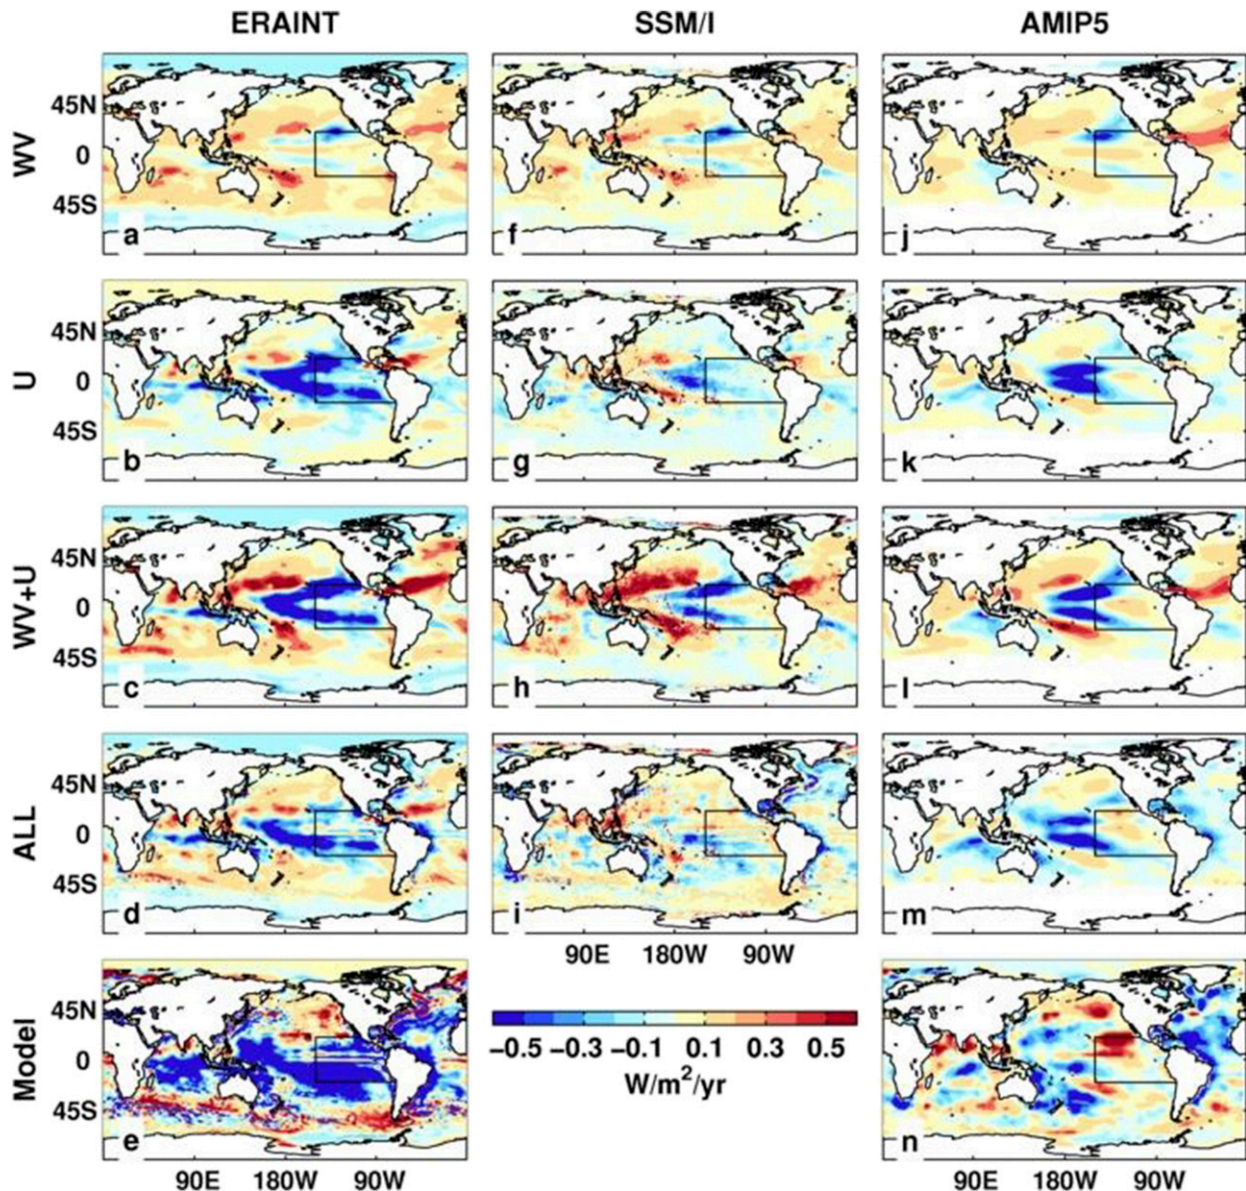 ERAINT SSM/I AMIP5
WV 45N 0 45S a f j
U 45N 0 45S b g k
WV+U 45N 0 45S c h l
ALL 45N 0 45S d i m
90E 180W 90W
Model 45N 0 45S e n
−0.5 −0.3 −0.1 0.1 0.3 0.5
W/m²/yr
90E 180W 90W 90E 180W 90W